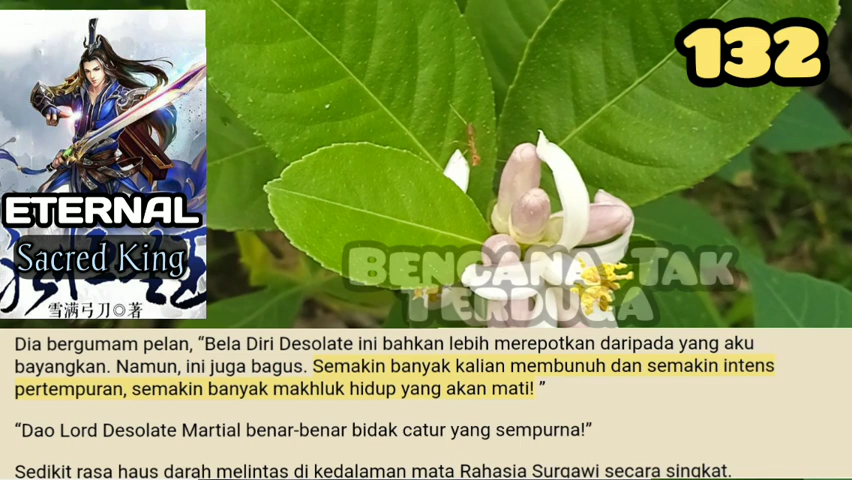 132
ETERNAL
Sacred King
雪满弓刀◎著
BENCANA TAK
TERDUGA
Dia bergumam pelan, “Bela Diri Desolate ini bahkan lebih merepotkan daripada yang aku
bayangkan. Namun, ini juga bagus. Semakin banyak kalian membunuh dan semakin intens
pertempuran, semakin banyak makhluk hidup yang akan mati! ”
“Dao Lord Desolate Martial benar-benar bidak catur yang sempurna!”
Sedikit rasa haus darah melintas di kedalaman mata Rahasia Surgawi secara singkat.